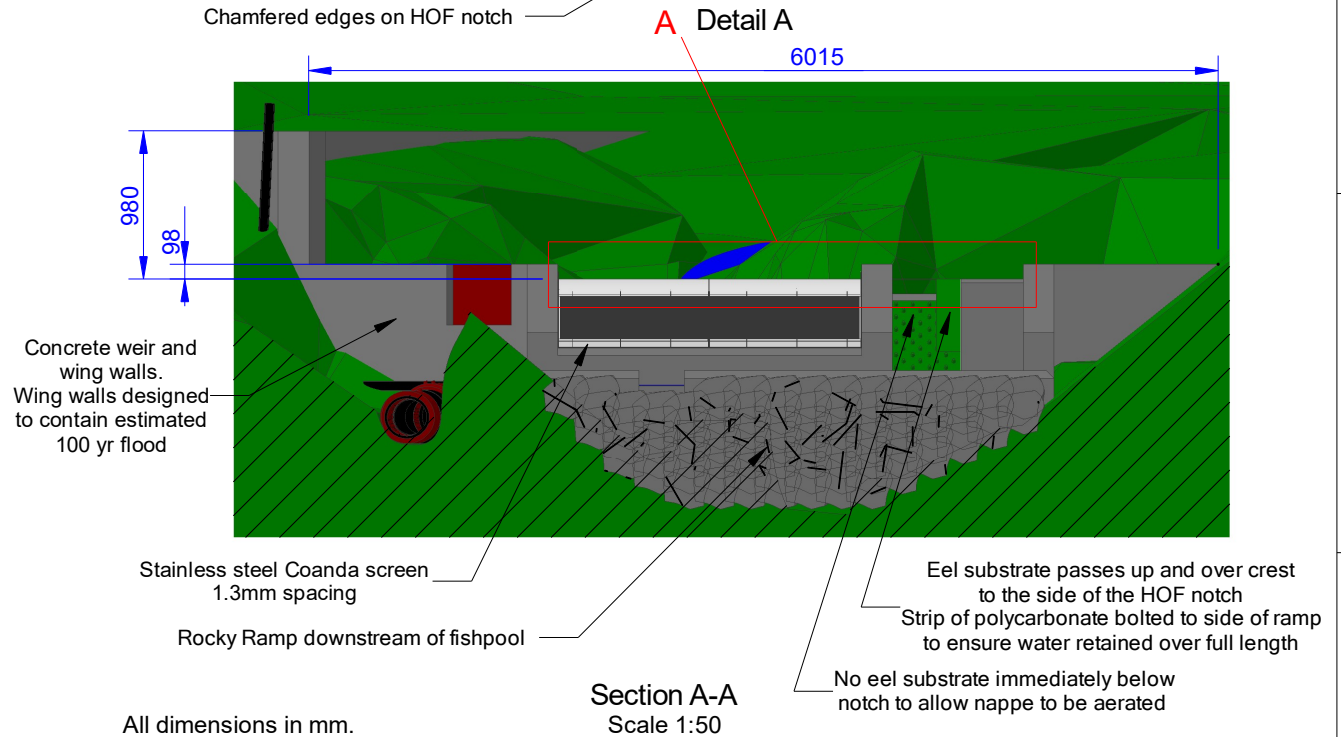 Chamfered edges on HOF notch
A Detail A
6015
980
98
Concrete weir and
wing walls.
Wing walls designed
to contain estimated
100 yr flood
Stainless steel Coanda screen
1.3mm spacing
Rocky Ramp downstream of fishpool
Eel substrate passes up and over crest
to the side of the HOF notch
Strip of polycarbonate bolted to side of ramp
to ensure water retained over full length
No eel substrate immediately below
notch to allow nappe to be aerated
Section A-A
Scale 1:50
All dimensions in mm.